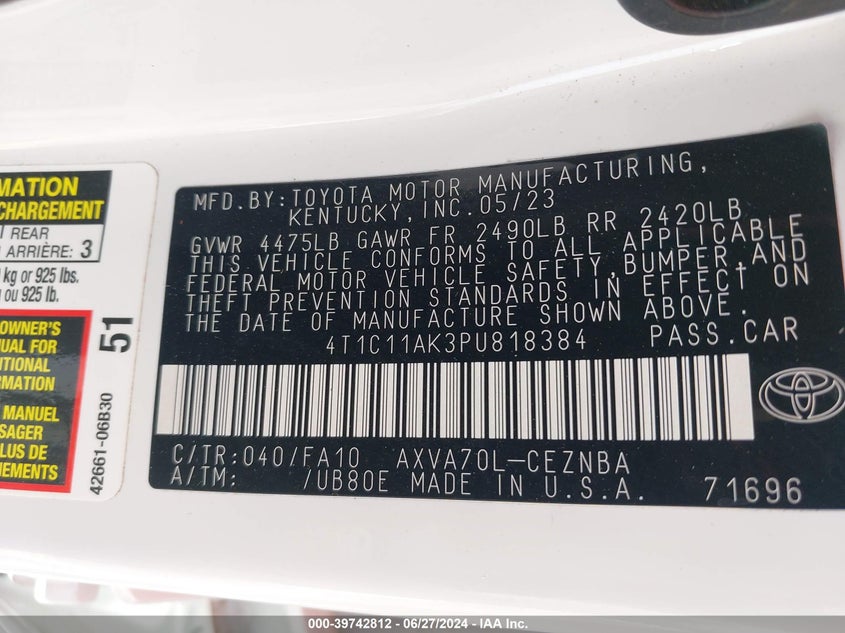 MATION
CHARGEMENT
REAR
ARRIÈRE: 3
kg or 925 lbs.
ou 925 lb.
OWNER'S
UAL FOR
ITIONAL
RMATION
MANUEL
SAGER
PLUS DE
NEMENTS
51
42661-06B30
MFD.BY:TOYOTA MOTOR MANUFACTURING,
KENTUCKY,INC.05/23
GVWR 4475LB GAWR FR 2490LB RR 2420LB
THIS VEHICLE CONFORMS TO ALL APPLICABLE
FEDERAL MOTOR VEHICLE SAFETY,BUMPER,AND
THEFT PREVENTION STANDARDS IN EFFECT ON
THE DATE OF MANUFACTURE SHOWN ABOVE.
4T1C11AK3PU818384 PASS.CAR
C/TR:040/FA10 AXVA70L-CEZNBA
A/TM: /UB80E MADE IN U.S.A. 71696
000-39742812 - 06/27/2024 - IAA Inc.